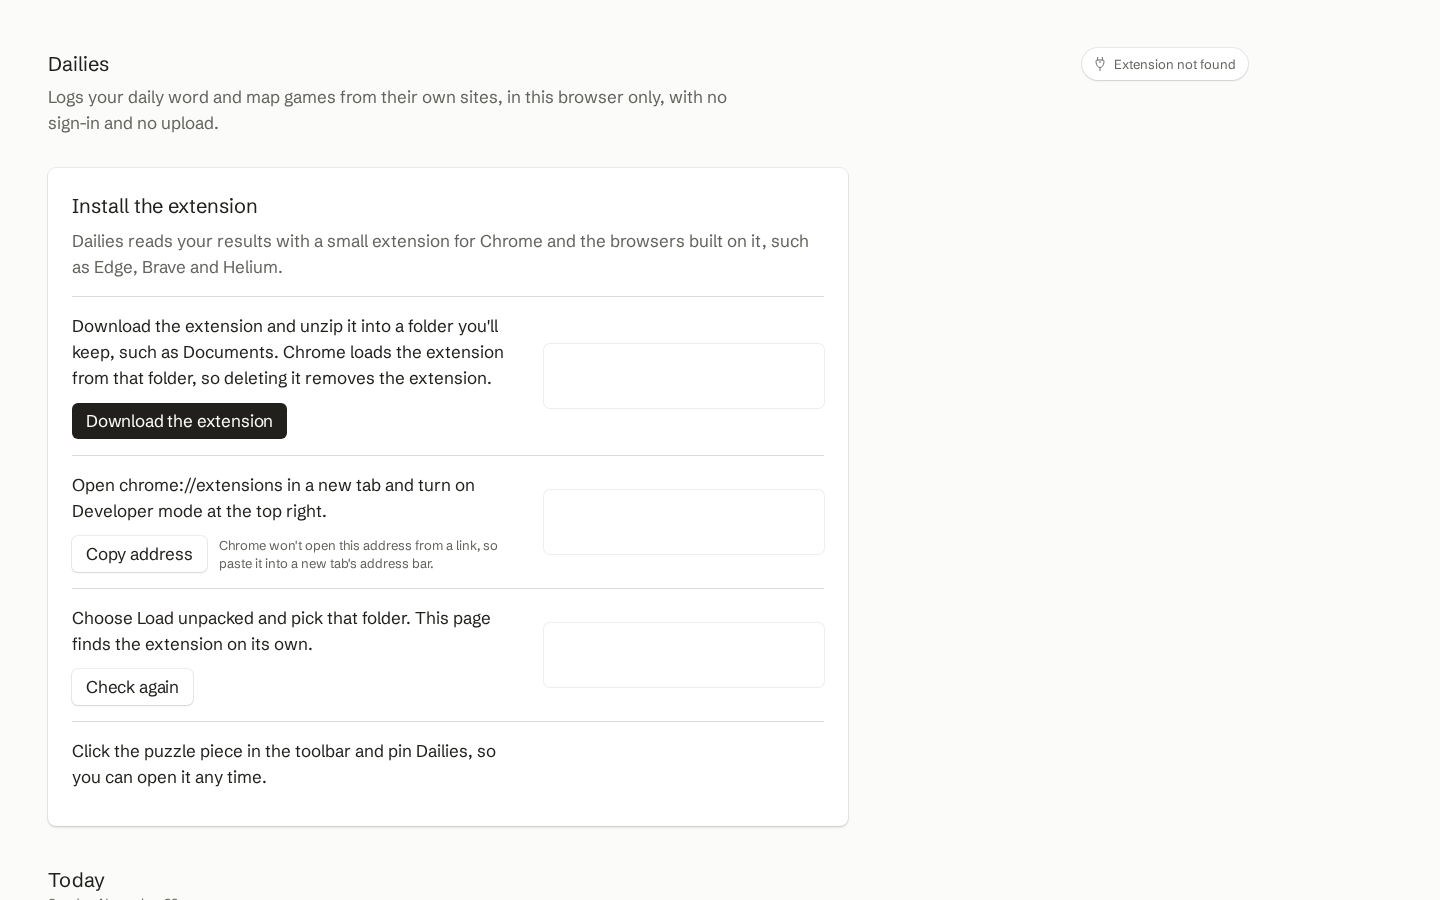 Dailies
Extension not found
Logs your daily word and map games from their own sites, in this browser only, with no
sign-in and no upload.
Install the extension
Dailies reads your results with a small extension for Chrome and the browsers built on it, such
as Edge, Brave and Helium.
Download the extension and unzip it into a folder you'll
keep, such as Documents. Chrome loads the extension
from that folder, so deleting it removes the extension.
Download the extension
Open chrome://extensions in a new tab and turn on
Developer mode at the top right.
Copy address
Chrome won't open this address from a link, so
paste it into a new tab's address bar.
Choose Load unpacked and pick that folder. This page
finds the extension on its own.
Check again
Click the puzzle piece in the toolbar and pin Dailies, so
you can open it any time.
Today